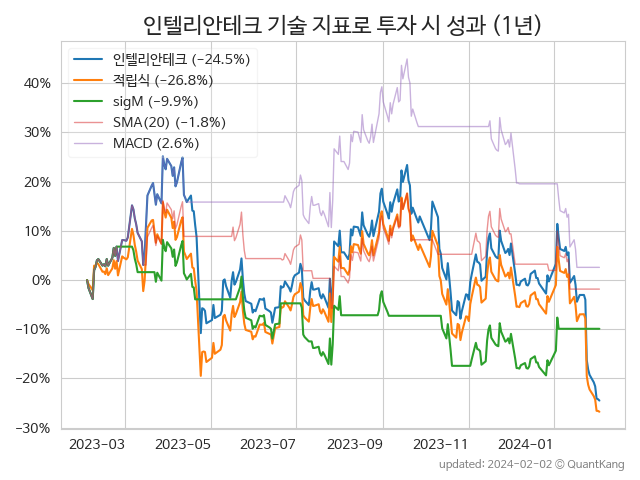 인텔리안테크 기술 지표로 투자 시 성과 (1년)
인텔리안테크 (−24.5%)
적립식 (−26.8%)
sigM (−9.9%)
SMA(20) (−1.8%)
MACD (2.6%)
40%
30%
20%
10%
0%
−10%
−20%
−30%
2023−03
2023−05
2023−07
2023−09
2023−11
2024−01
updated: 2024−02−02 © QuantKang